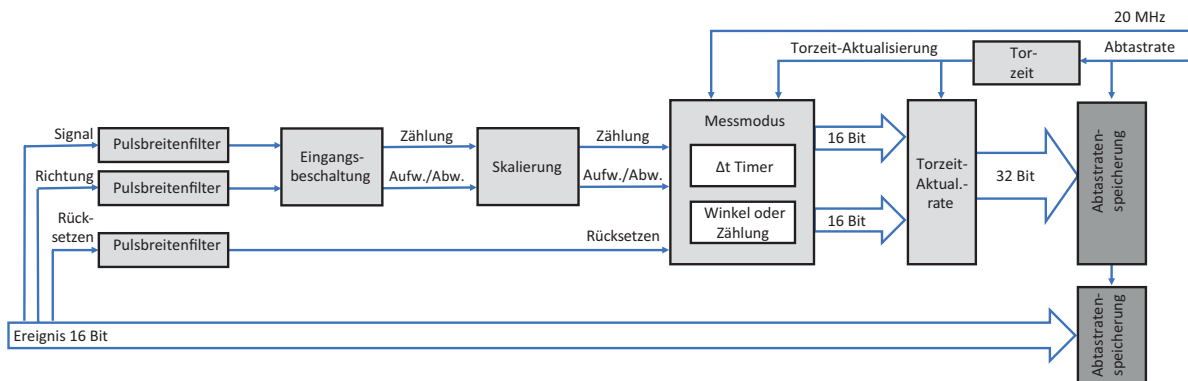 20 MHz
Torzeit-Aktualisierung
Tor-
zeit
Abtastrate
Signal
Pulsbreitenfilter
Zählung
Zählung
Messmodus
16 Bit
Eingangs-
beschaltung
Skalierung
Δt Timer
Torzeit-
Aktual.-
rate
32 Bit
Abtastraten-
speicherung
Richtung
Pulsbreitenfilter
Aufw./Abw.
Aufw./Abw.
Winkel oder
Zählung
16 Bit
Rück-
setzen
Pulsbreitenfilter
Rücksetzen
Ereignis 16 Bit
Abtastraten-
speicherung